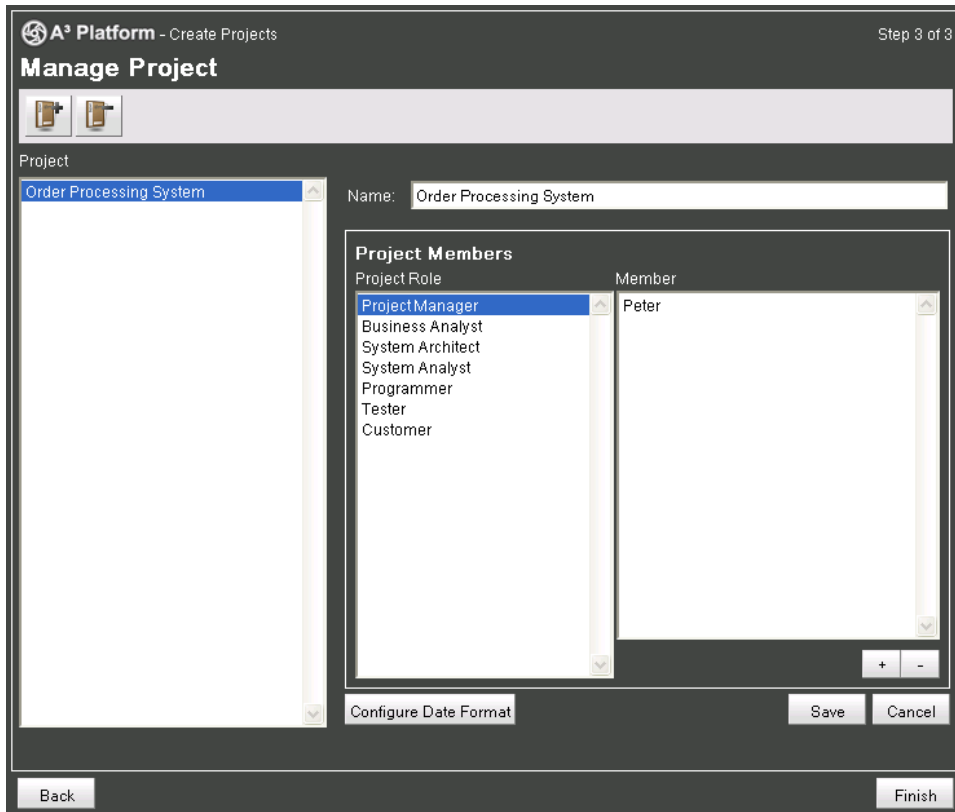 A³ Platform - Create Projects
Step 3 of 3
Manage Project
Project
Order Processing System
Name: Order Processing System
Project Members
Project Role
Member
Project Manager
Peter
Business Analyst
System Architect
System Analyst
Programmer
Tester
Customer
+ -
Configure Date Format
Save
Cancel
Back
Finish